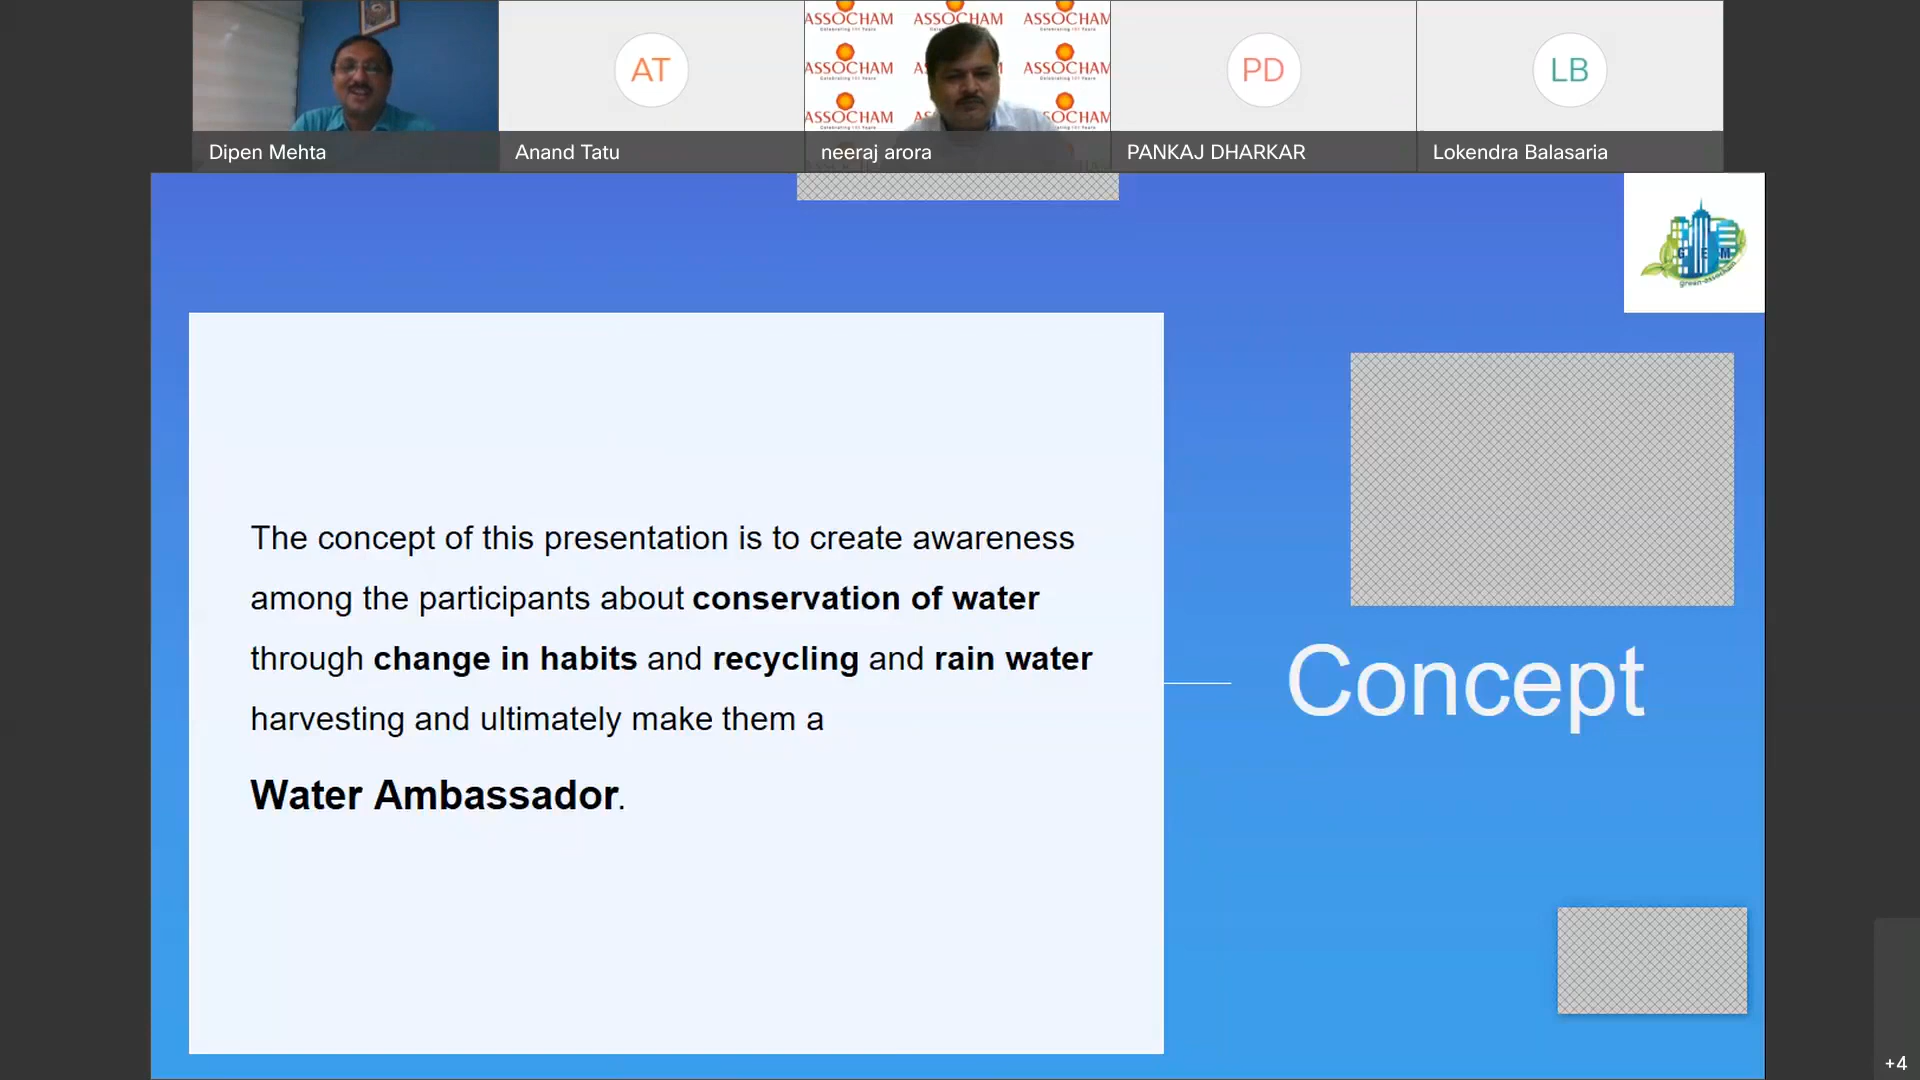 ASSOCHAM ASSOCHAM ASSOCHAM
ASSOCHAM ASSOCHAM
ASSOCHAM
AT
PD
LB
Dipen Mehta
Anand Tatu
neeraj arora
PANKAJ DHARKAR
Lokendra Balasaria
G E M
green-assocham
The concept of this presentation is to create awareness
among the participants about conservation of water
through change in habits and recycling and rain water
harvesting and ultimately make them a
Water Ambassador.
Concept
+4